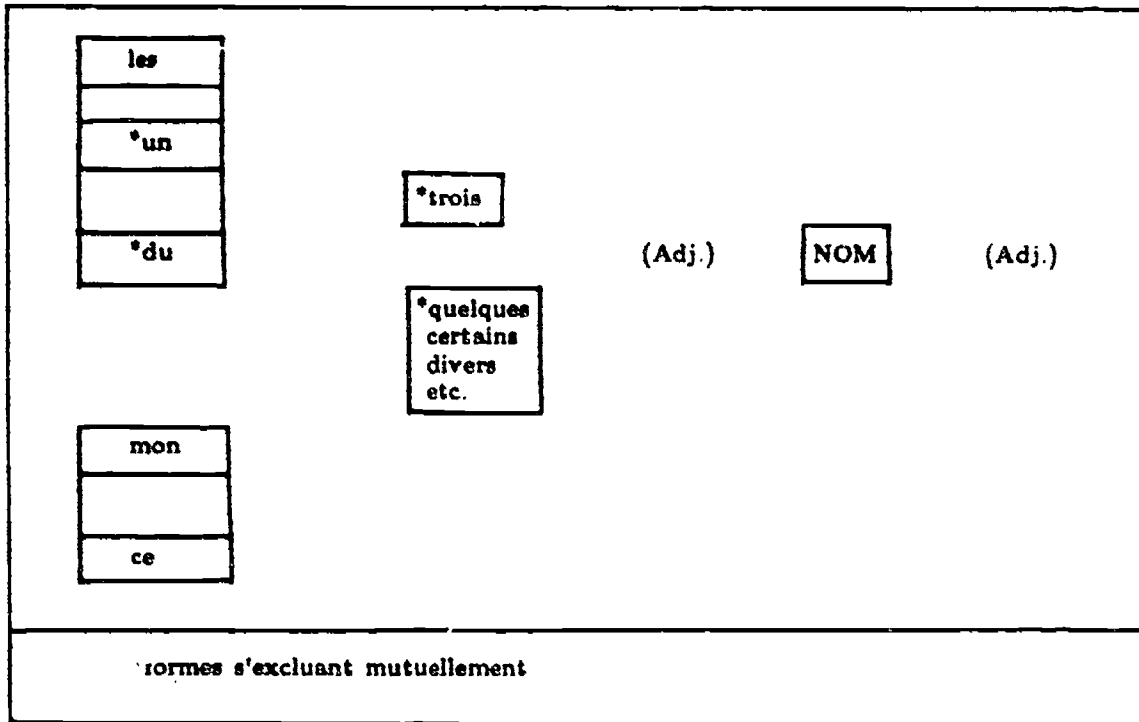 les
*un
*trois
*du
(Adj.) NOM (Adj.)
*quelques
certains
divers
etc.
mon
ce
formes s'excluant mutuellement